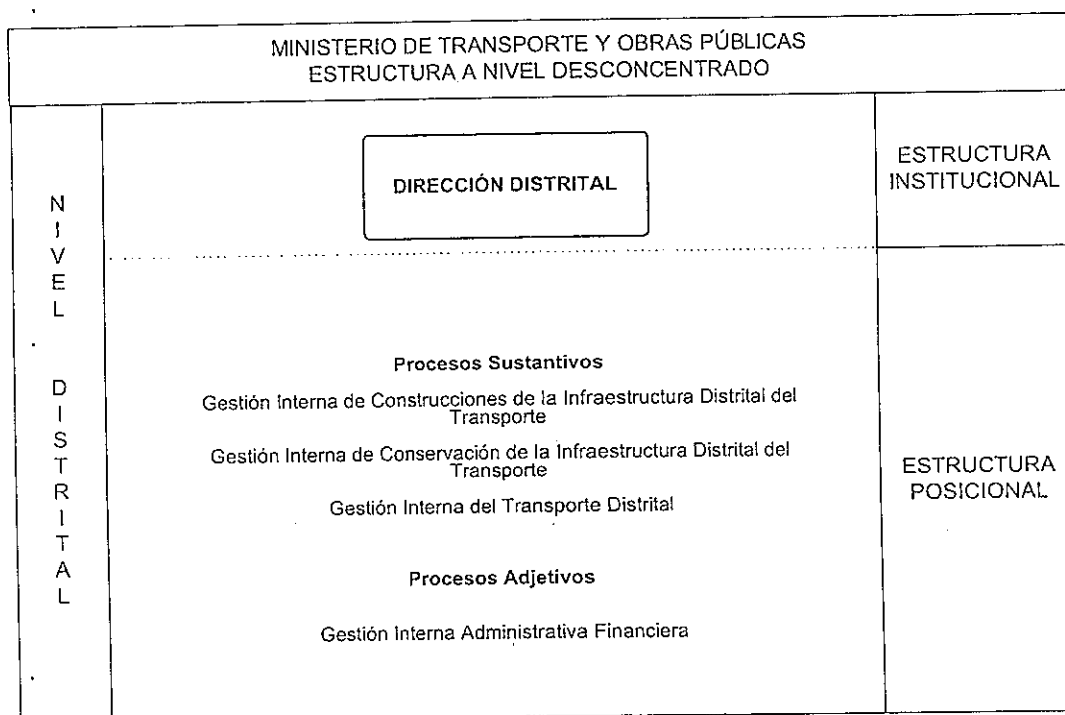 MINISTERIO DE TRANSPORTE Y OBRAS PÚBLICAS
ESTRUCTURA A NIVEL DESCONCENTRADO
NIVEL DISTRITAL
DIRECCIÓN DISTRITAL
ESTRUCTURA
INSTITUCIONAL
Procesos Sustantivos
Gestión Interna de Construcciones de la Infraestructura Distrital del
Transporte
Gestión Interna de Conservación de la Infraestructura Distrital del
Transporte
Gestión Interna del Transporte Distrital
Procesos Adjetivos
Gestión Interna Administrativa Financiera
ESTRUCTURA
POSICIONAL